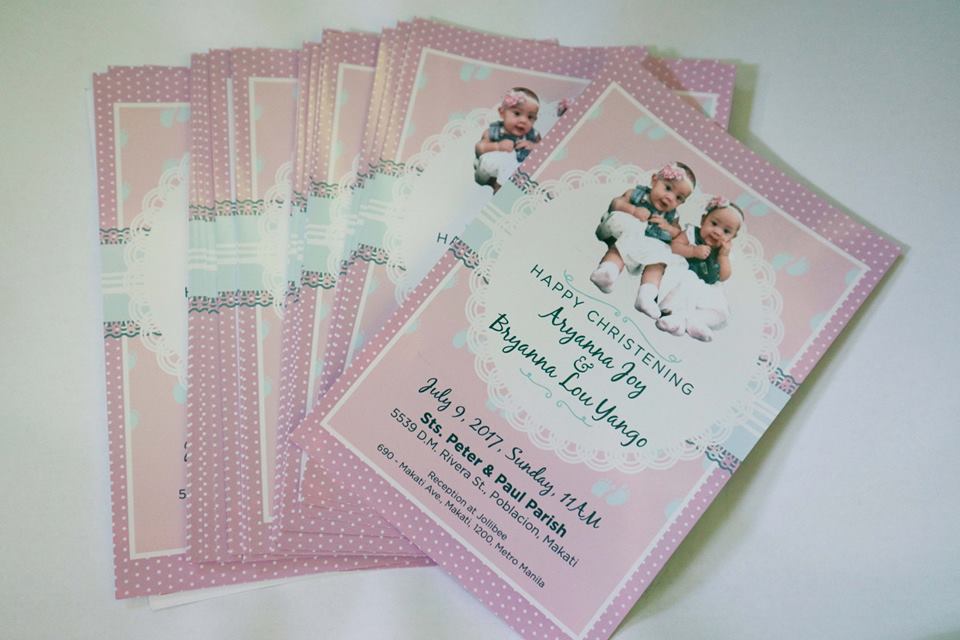 HAPPY CHRISTENING
Aryanna Joy
&
Bryanna Lou Yango
July 9, 2017, Sunday, 11AM
Sts. Peter & Paul Parish
5539 D.M. Rivera St., Poblacion, Makati
Reception at Jollibee
690 - Makati Ave., Makati, 1200, Metro Manila